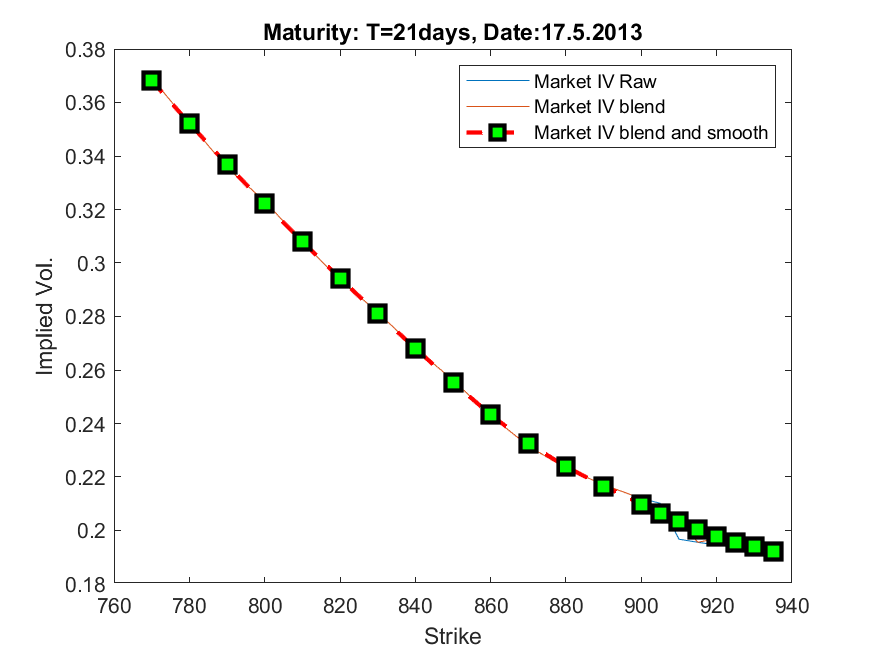 Maturity: T=21days, Date:17.5.2013
0.38
0.36
0.34
0.32
0.3
0.28
0.26
0.24
0.22
0.2
0.18
Implied Vol.
Market IV Raw
Market IV blend
Market IV blend and smooth
760 780 800 820 840 860 880 900 920 940
Strike